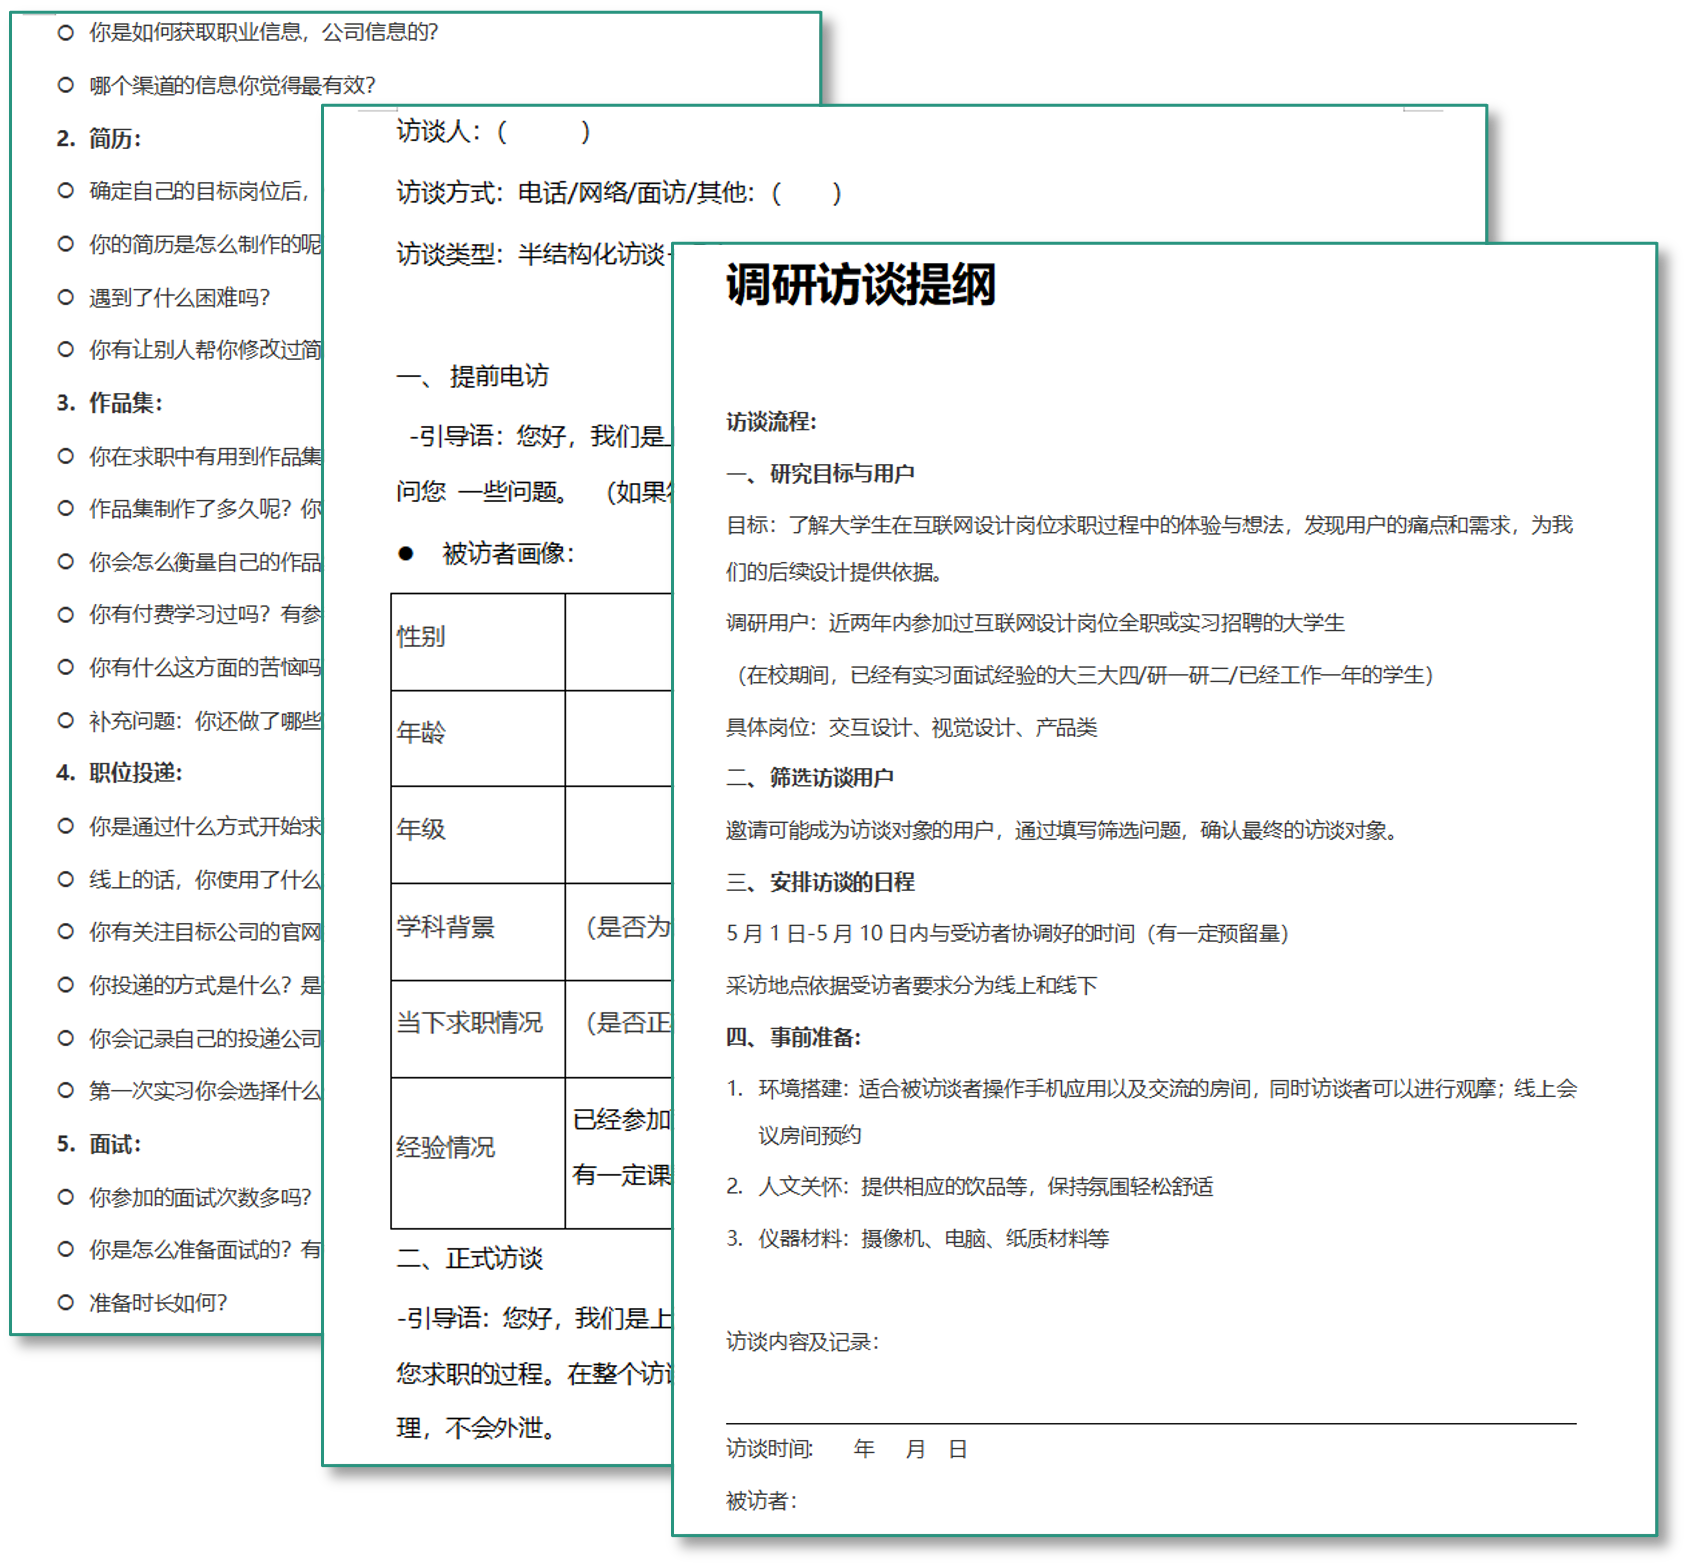 你是如何获取职业信息，公司信息的？
哪个渠道的信息你觉得最有效？
2. 简历：
确定自己的目标岗位后，
你的简历是怎么制作的呢
遇到了什么困难吗？
你有让别人帮你修改过简
3. 作品集：
你在求职中有用到作品集
作品集制作了多久呢？你
你会怎么衡量自己的作品
你有付费学习过吗？有参
你有什么这方面的苦恼吗
补充问题：你还做了哪些
4. 职位投递：
你是通过什么方式开始求
线上的话，你使用了什么
你有关注目标公司的官网
你投递的方式是什么？是
你会记录自己的投递公司
第一次实习你会选择什么
5. 面试：
你参加的面试次数多吗？
你是怎么准备面试的？有
准备时长如何？
访谈人：（ ）
访谈方式：电话/网络/面访/其他：（ ）
访谈类型：半结构化访谈
一、 提前电访
-引导语：您好，我们是上
问您 一些问题。 （如果
● 被访者画像：
性别
年龄
年级
学科背景 （是否为
当下求职情况 （是否正
经验情况 已经参加
有一定课
二、正式访谈
-引导语：您好，我们是上
您求职的过程。在整个访
理，不会外泄。
调研访谈提纲
访谈流程：
一、研究目标与用户
目标：了解大学生在互联网设计岗位求职过程中的体验与想法，发现用户的痛点和需求，为我
们的后续设计提供依据。
调研用户：近两年内参加过互联网设计岗位全职或实习招聘的大学生
（在校期间，已经有实习面试经验的大三大四/研一研二/已经工作一年的学生）
具体岗位：交互设计、视觉设计、产品类
二、筛选访谈用户
邀请可能成为访谈对象的用户，通过填写筛选问题，确认最终的访谈对象。
三、安排访谈的日程
5 月 1 日-5 月 10 日内与受访者协调好的时间（有一定预留量）
采访地点依据受访者要求分为线上和线下
四、事前准备：
1. 环境搭建：适合被访谈者操作手机应用以及交流的房间，同时访谈者可以进行观摩；线上会
议房间预约
2. 人文关怀：提供相应的饮品等，保持氛围轻松舒适
3. 仪器材料：摄像机、电脑、纸质材料等
访谈内容及记录：
访谈时间: 年 月 日
被访者：